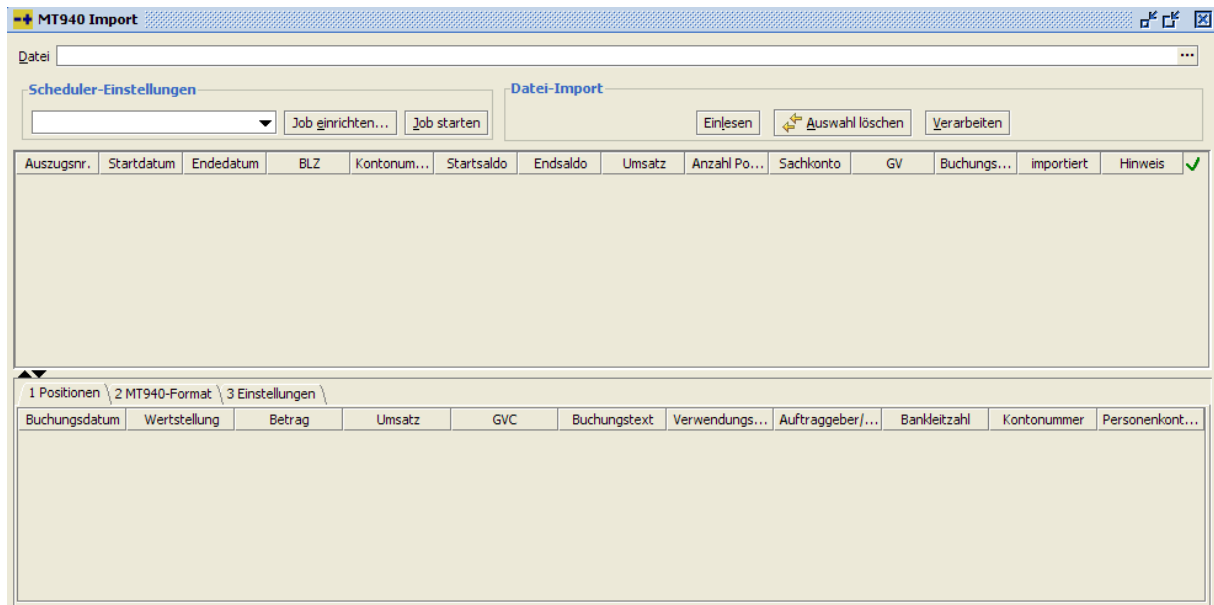 MT940 Import
Datei ...
Scheduler-Einstellungen Datei-Import
Job einrichten... Job starten Einlesen Auswahl löschen Verarbeiten
Auszugsnr. Startdatum Endedatum BLZ Kontonum... Startsaldo Endsaldo Umsatz Anzahl Po... Sachkonto GV Buchungs... importiert Hinweis
1 Positionen 2 MT940-Format 3 Einstellungen
Buchungsdatum Wertstellung Betrag Umsatz GVC Buchungstext Verwendungs... Auftraggeber/... Bankleitzahl Kontonummer Personenkont...